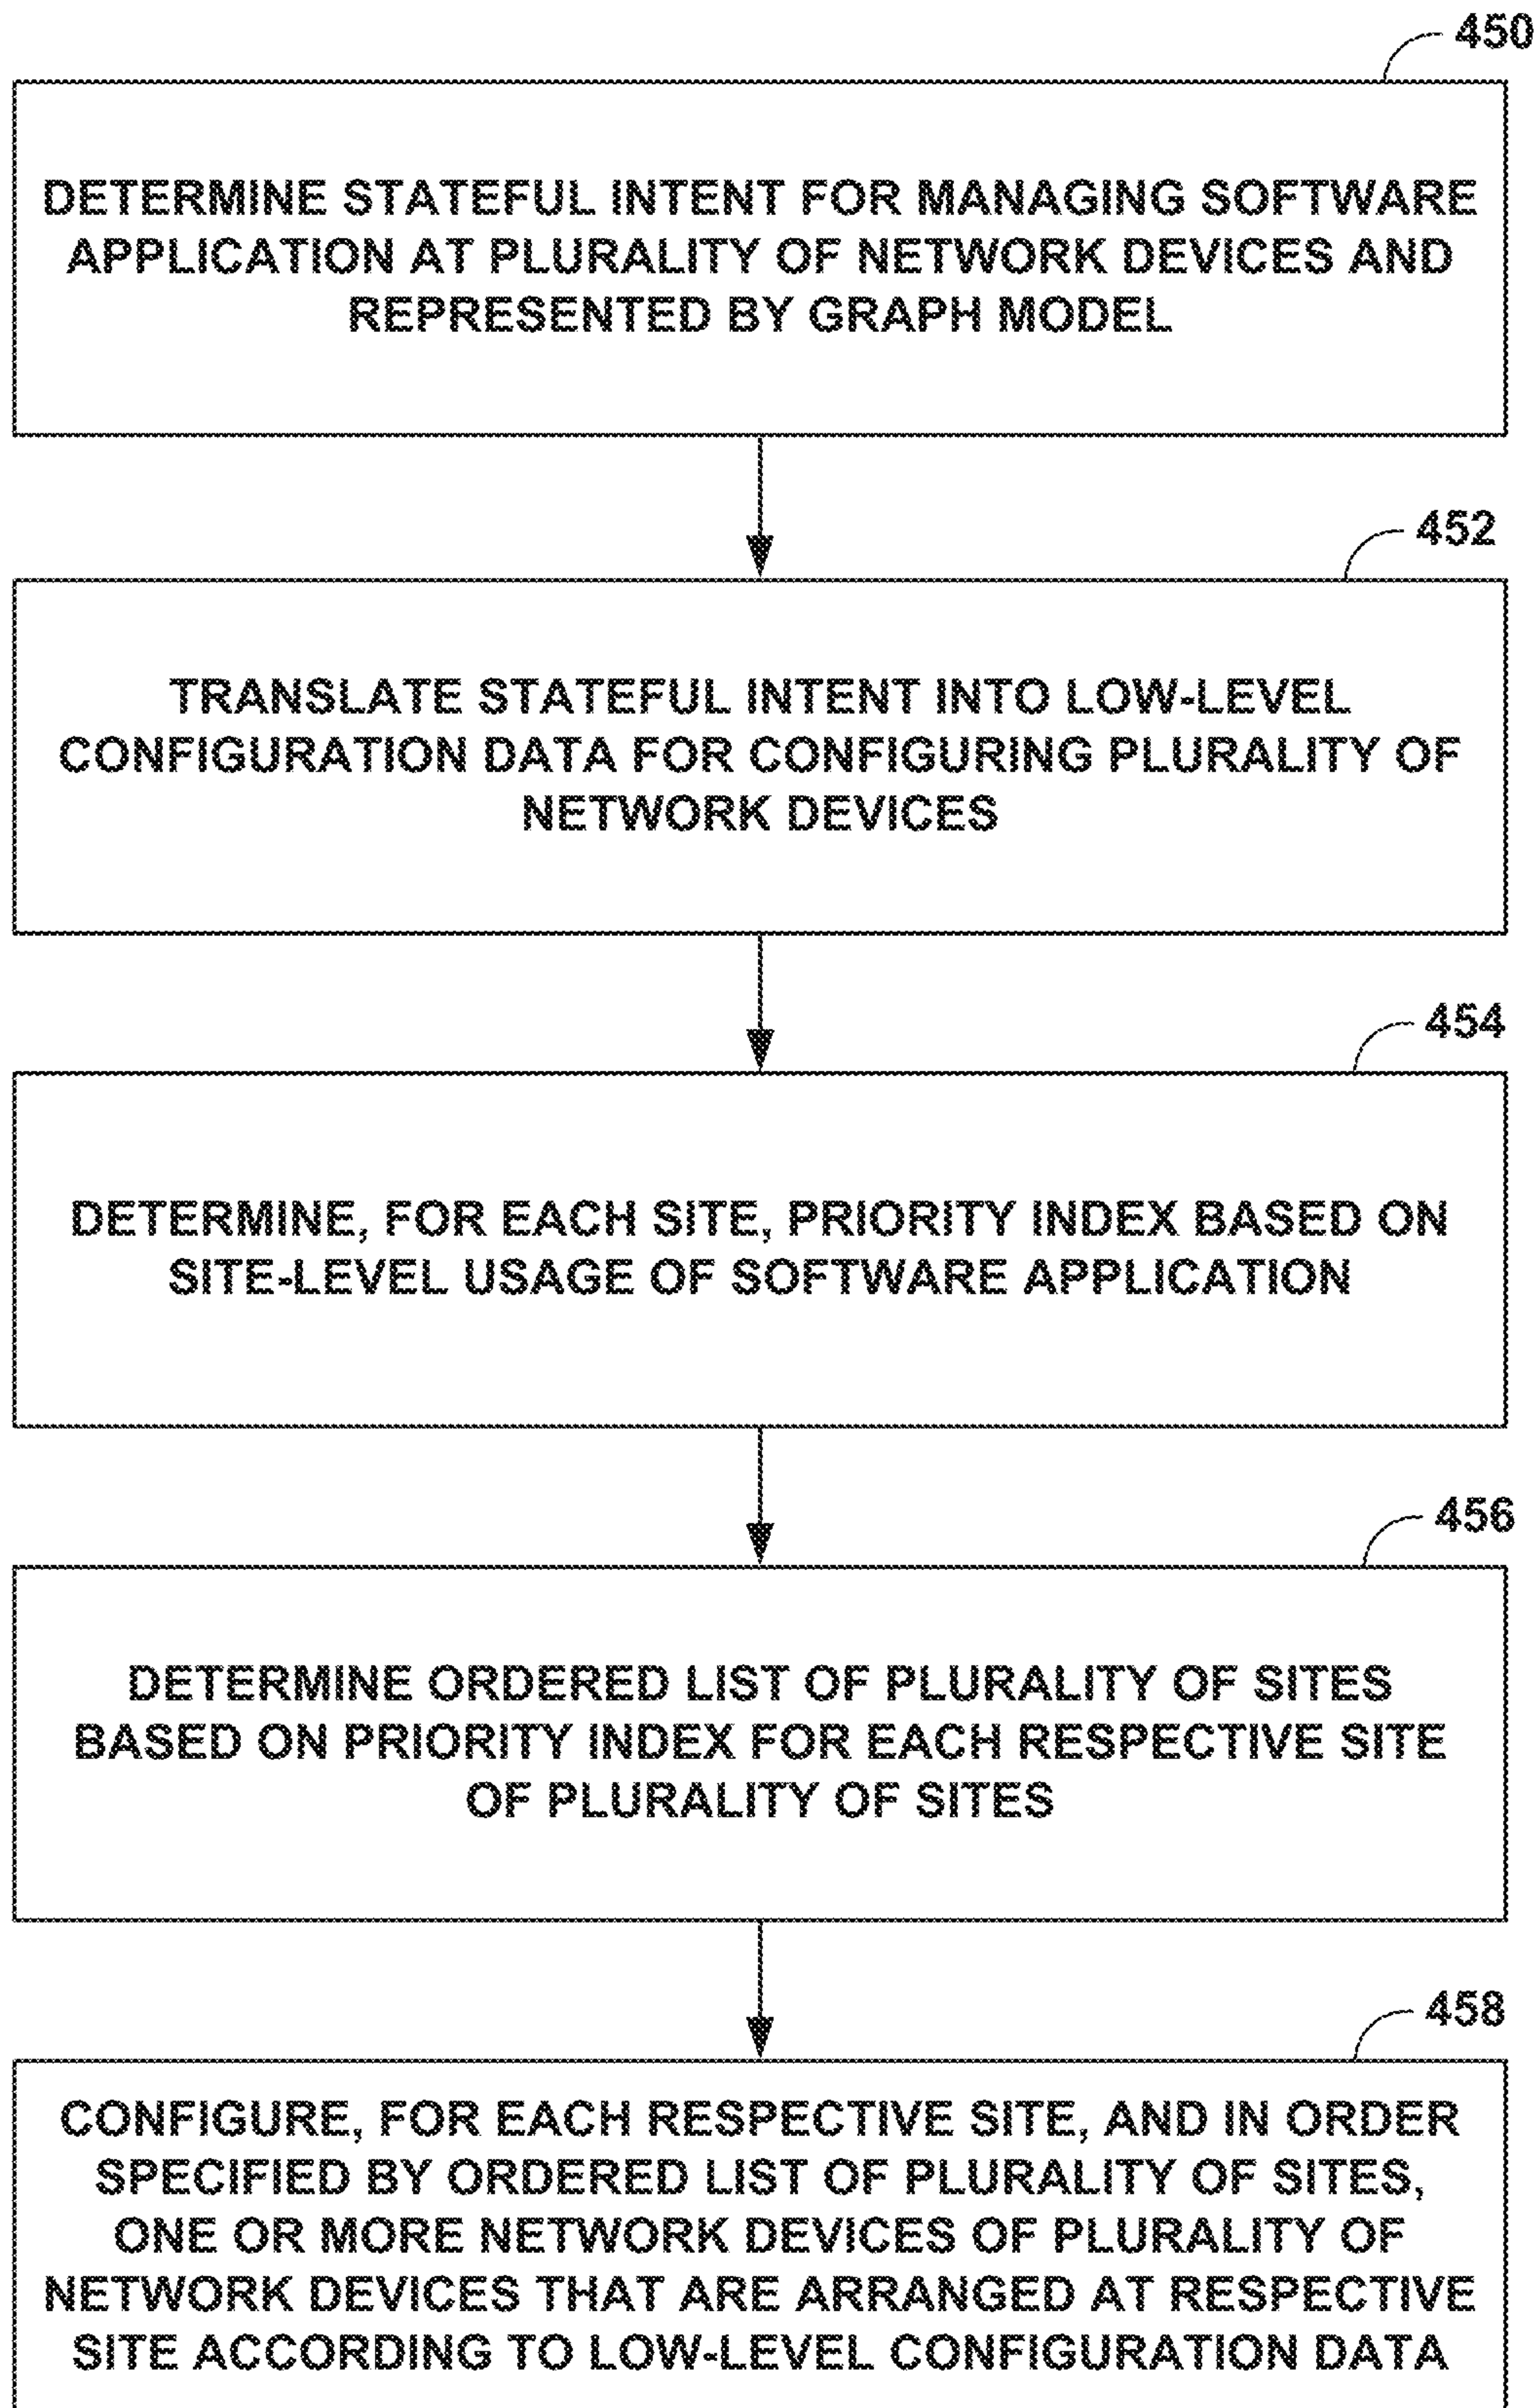 450
DETERMINE STATEFUL INTENT FOR MANAGING SOFTWARE
APPLICATION AT PLURALITY OF NETWORK DEVICES AND
REPRESENTED BY GRAPH MODEL
452
TRANSLATE STATEFUL INTENT INTO LOW-LEVEL
CONFIGURATION DATA FOR CONFIGURING PLURALITY OF
NETWORK DEVICES
454
DETERMINE, FOR EACH SITE, PRIORITY INDEX BASED ON
SITE-LEVEL USAGE OF SOFTWARE APPLICATION
456
DETERMINE ORDERED LIST OF PLURALITY OF SITES
BASED ON PRIORITY INDEX FOR EACH RESPECTIVE SITE
OF PLURALITY OF SITES
458
CONFIGURE, FOR EACH RESPECTIVE SITE, AND IN ORDER
SPECIFIED BY ORDERED LIST OF PLURALITY OF SITES,
ONE OR MORE NETWORK DEVICES OF PLURALITY OF
NETWORK DEVICES THAT ARE ARRANGED AT RESPECTIVE
SITE ACCORDING TO LOW-LEVEL CONFIGURATION DATA